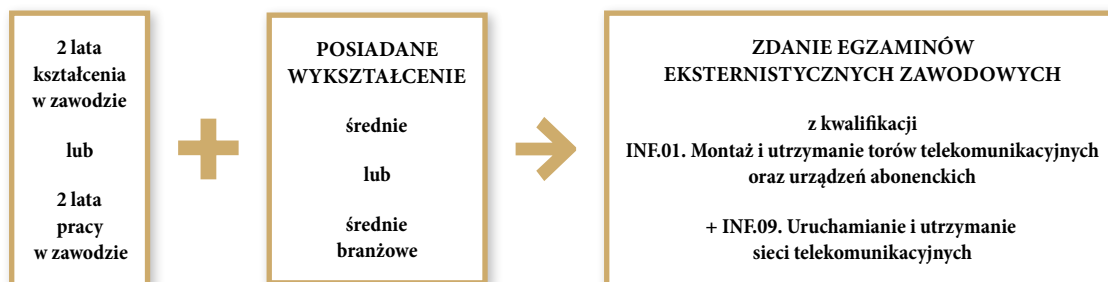 2 lata
kształcenia
w zawodzie
lub
2 lata
pracy
w zawodzie
POSIADANE
WYKSZTAŁCENIE
średnie
lub
średnie
branżowe
ZDANIE EGZAMINÓW
EKSTERNISTYCZNYCH ZAWODOWYCH
z kwalifikacji
INF.01. Montaż i utrzymanie torów telekomunikacyjnych
oraz urządzeń abonenckich
+ INF.09. Uruchamianie i utrzymanie
sieci telekomunikacyjnych